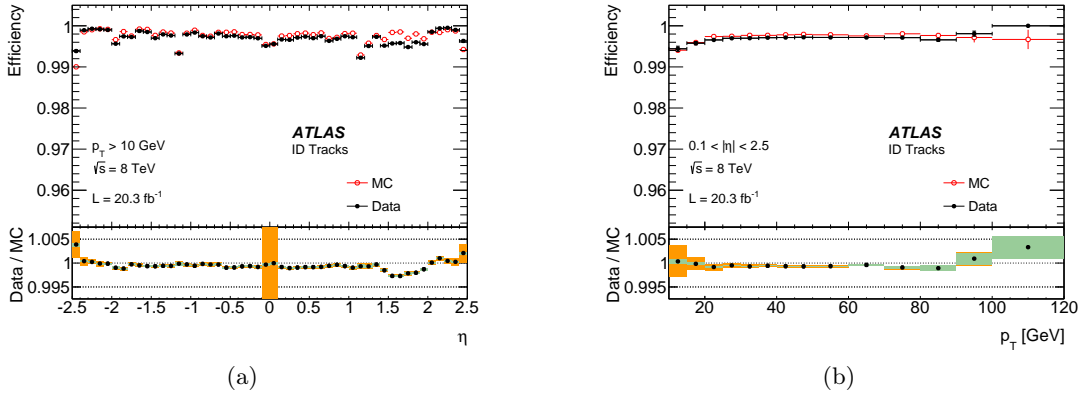 Efficiency
1
0.99
0.98
0.97
0.96
ATLAS
ID Tracks
p_T > 10 GeV
√s = 8 TeV
L = 20.3 fb⁻¹
MC
Data
Data / MC
1.005
1
0.995
-2.5 -2 -1.5 -1 -0.5 0 0.5 1 1.5 2 2.5
η
(a)
Efficiency
1
0.99
0.98
0.97
0.96
ATLAS
ID Tracks
0.1 < |η| < 2.5
√s = 8 TeV
L = 20.3 fb⁻¹
MC
Data
Data / MC
1.005
1
0.995
20 40 60 80 100 120
p_T [GeV]
(b)